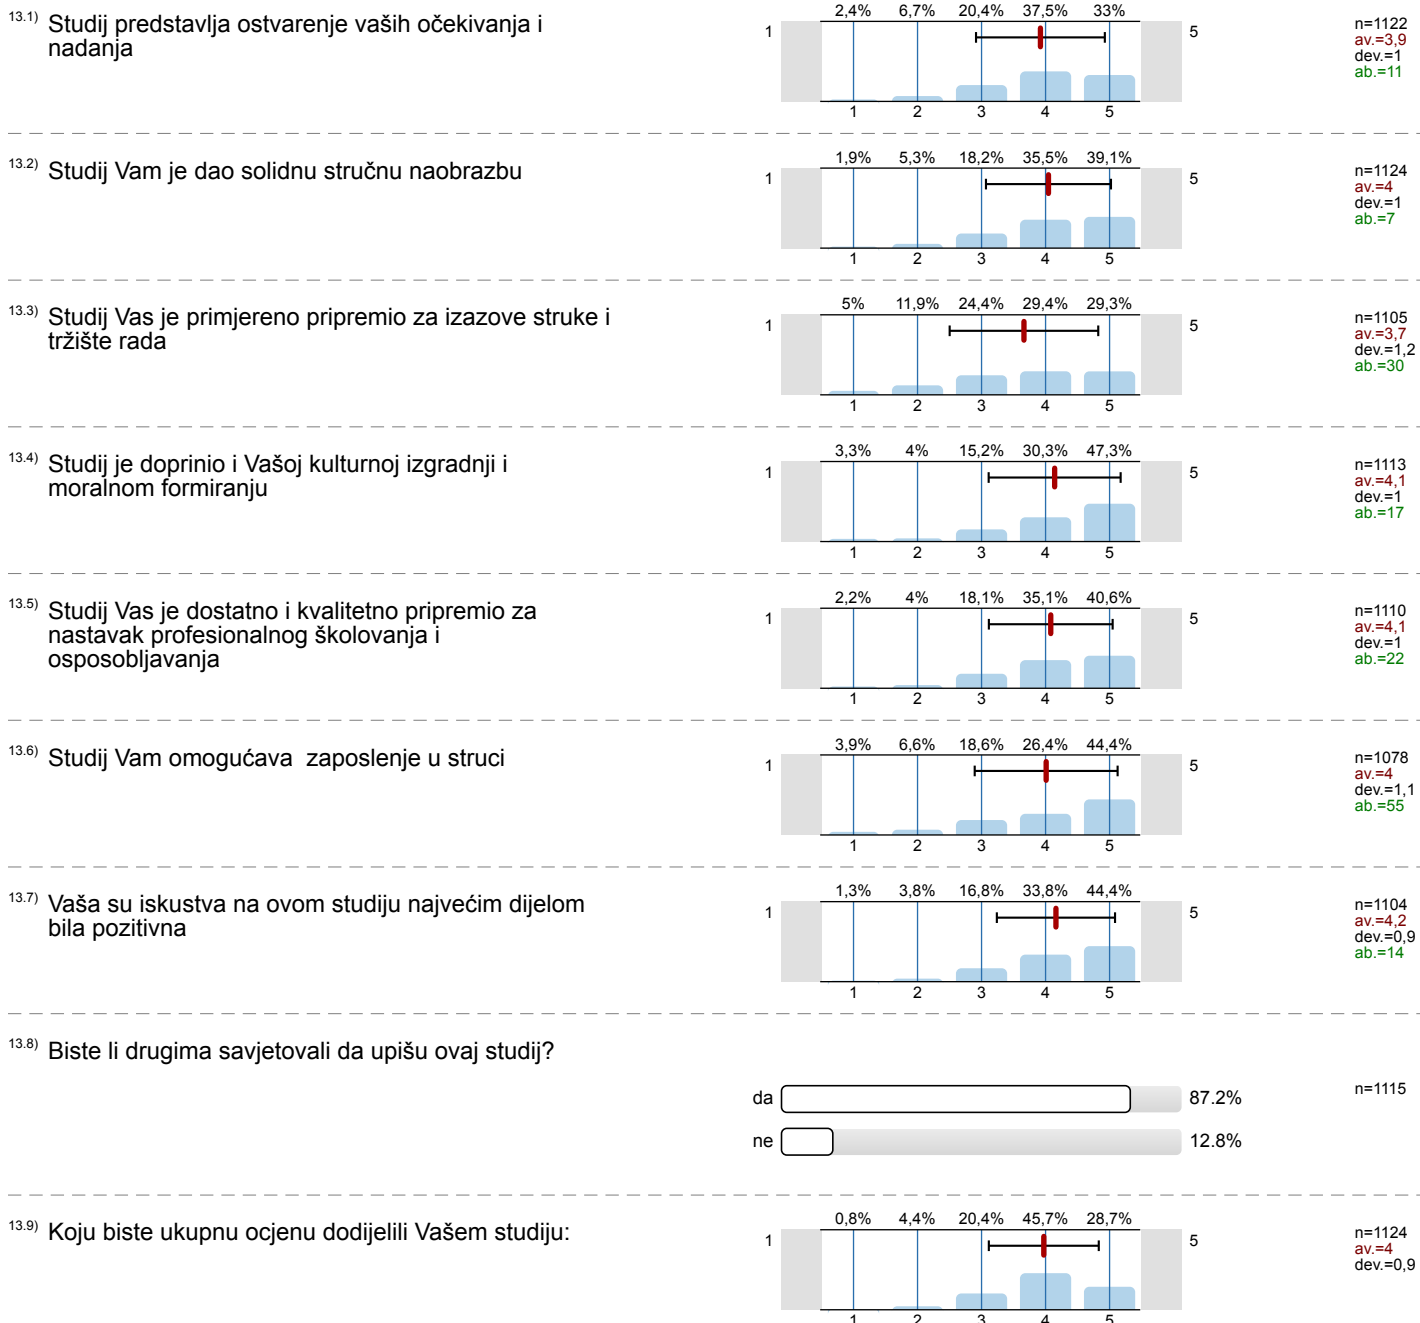 13.1) Studij predstavlja ostvarenje vaših očekivanja i
nadanja
2,4% 6,7% 20,4% 37,5% 33%
1 5
1 2 3 4 5
n=1122
av.=3,9
dev.=1
ab.=11
13.2) Studij Vam je dao solidnu stručnu naobrazbu
1,9% 5,3% 18,2% 35,5% 39,1%
1 5
1 2 3 4 5
n=1124
av.=4
dev.=1
ab.=7
13.3) Studij Vas je primjereno pripremio za izazove struke i
tržište rada
5% 11,9% 24,4% 29,4% 29,3%
1 5
1 2 3 4 5
n=1105
av.=3,7
dev.=1,2
ab.=30
13.4) Studij je doprinio i Vašoj kulturnoj izgradnji i
moralnom formiranju
3,3% 4% 15,2% 30,3% 47,3%
1 5
1 2 3 4 5
n=1113
av.=4,1
dev.=1
ab.=17
13.5) Studij Vas je dostatno i kvalitetno pripremio za
nastavak profesionalnog školovanja i
osposobljavanja
2,2% 4% 18,1% 35,1% 40,6%
1 5
1 2 3 4 5
n=1110
av.=4,1
dev.=1
ab.=22
13.6) Studij Vam omogućava  zaposlenje u struci
3,9% 6,6% 18,6% 26,4% 44,4%
1 5
1 2 3 4 5
n=1078
av.=4
dev.=1,1
ab.=55
13.7) Vaša su iskustva na ovom studiju najvećim dijelom
bila pozitivna
1,3% 3,8% 16,8% 33,8% 44,4%
1 5
1 2 3 4 5
n=1104
av.=4,2
dev.=0,9
ab.=14
13.8) Biste li drugima savjetovali da upišu ovaj studij?
da 87.2%
n=1115
ne 12.8%
13.9) Koju biste ukupnu ocjenu dodijelili Vašem studiju:
0,8% 4,4% 20,4% 45,7% 28,7%
1 5
1 2 3 4 5
n=1124
av.=4
dev.=0,9